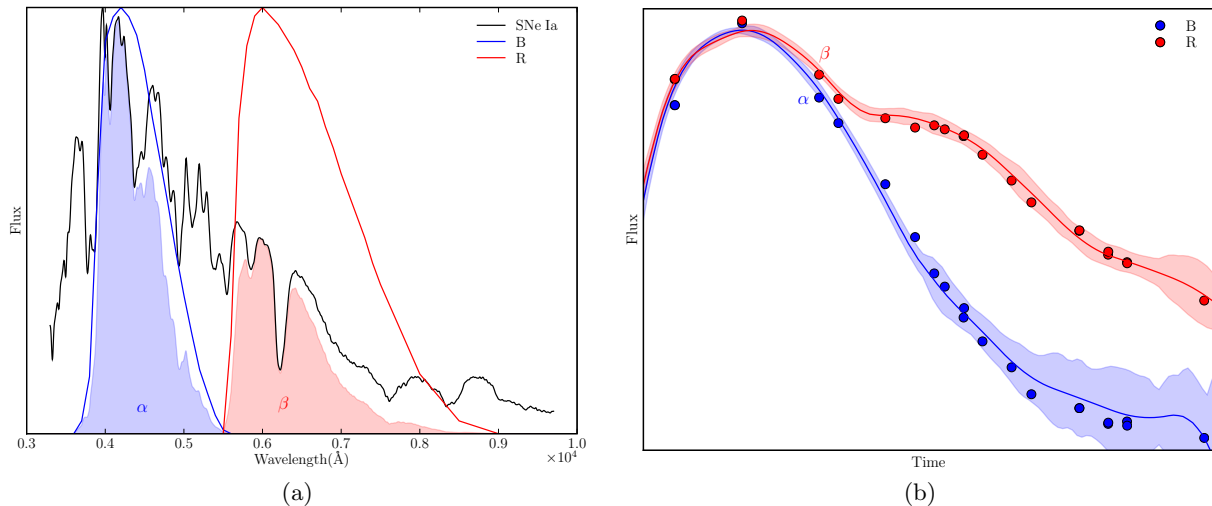 SNe Ia
B
R
Flux
α
β
0.3 0.4 0.5 0.6 0.7 0.8 0.9 1.0
Wavelength(Å)
×10⁴
(a)
B
R
β
α
Flux
Time
(b)